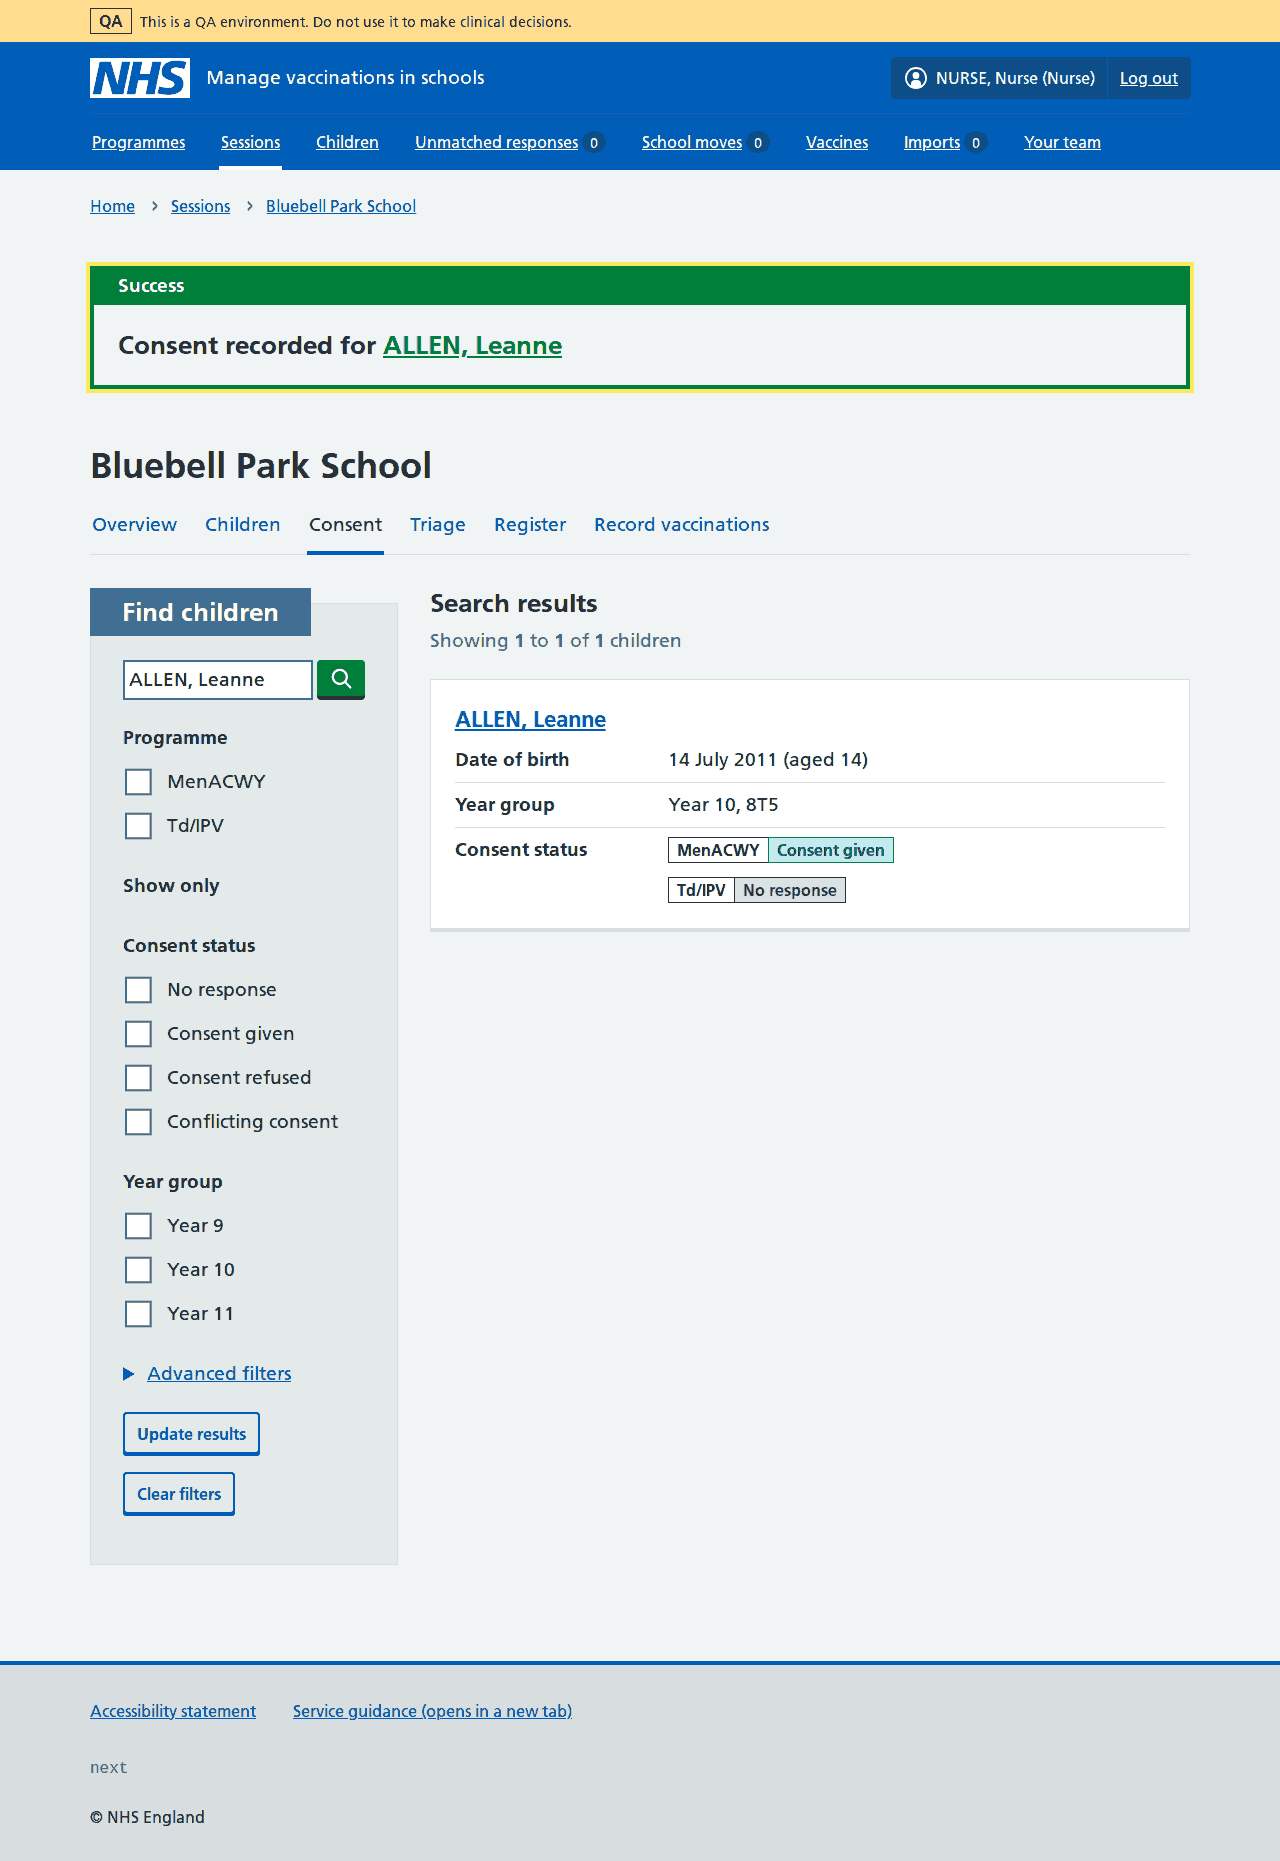 QA This is a QA environment. Do not use it to make clinical decisions.
NHS Manage vaccinations in schools NURSE, Nurse (Nurse) Log out
Programmes Sessions Children Unmatched responses 0 School moves 0 Vaccines Imports 0 Your team
Home Sessions Bluebell Park School
Success
Consent recorded for ALLEN, Leanne
Bluebell Park School
Overview Children Consent Triage Register Record vaccinations
Find children
ALLEN, Leanne
Programme
MenACWY
Td/IPV
Show only
Consent status
No response
Consent given
Consent refused
Conflicting consent
Year group
Year 9
Year 10
Year 11
Advanced filters
Update results
Clear filters
Search results
Showing 1 to 1 of 1 children
ALLEN, Leanne
Date of birth 14 July 2011 (aged 14)
Year group Year 10, 8T5
Consent status MenACWY Consent given
Td/IPV No response
Accessibility statement Service guidance (opens in a new tab)
next
© NHS England